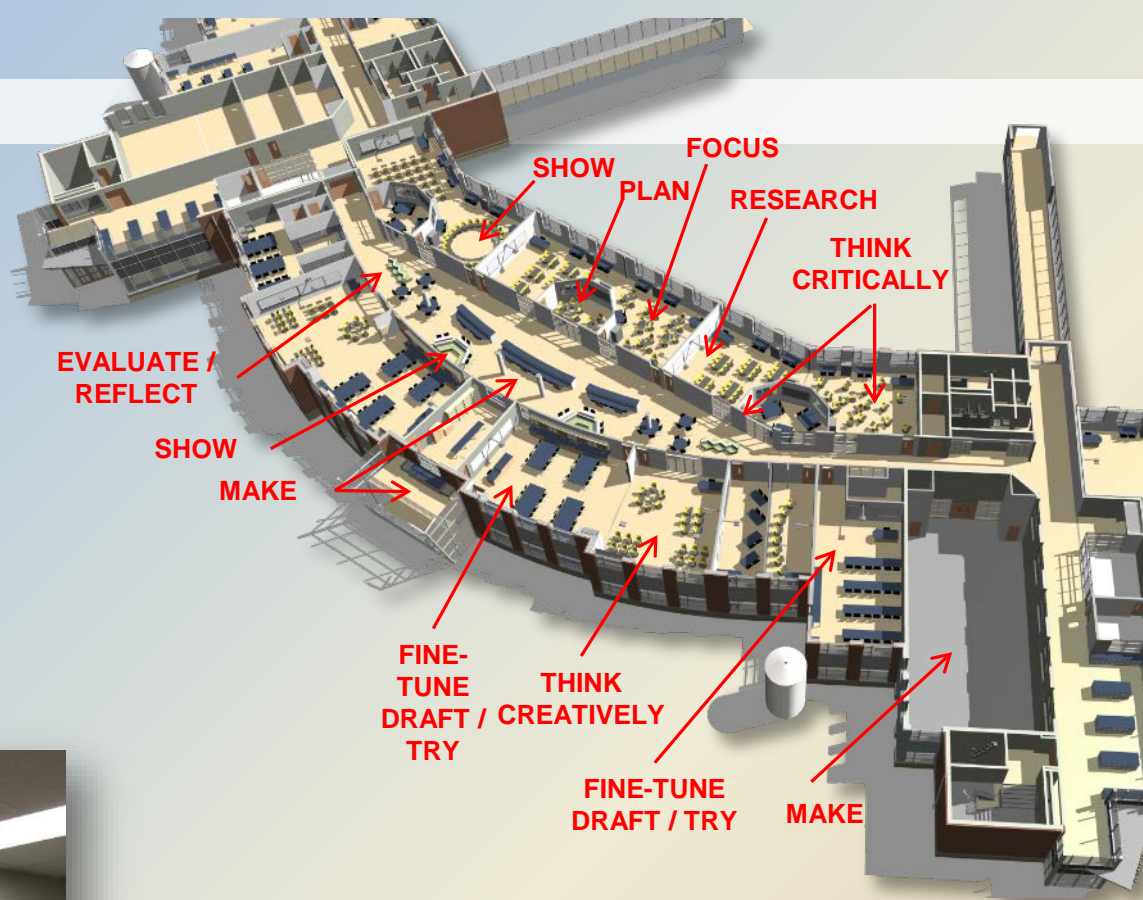 SHOW
FOCUS
PLAN
RESEARCH
THINK
CRITICALLY
EVALUATE /
REFLECT
SHOW
MAKE
FINE-
TUNE
DRAFT /
TRY
THINK
CREATIVELY
FINE-TUNE
DRAFT / TRY
MAKE